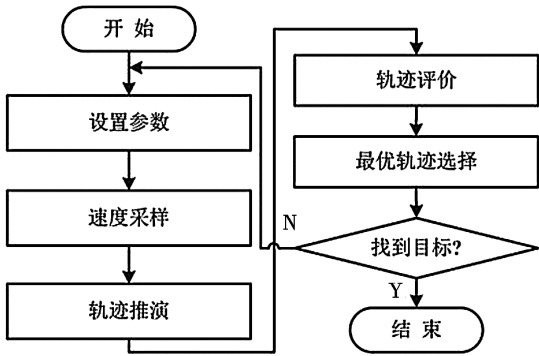 开 始
设置参数
速度采样
轨迹推演
轨迹评价
最优轨迹选择
找到目标?
N
Y
结 束